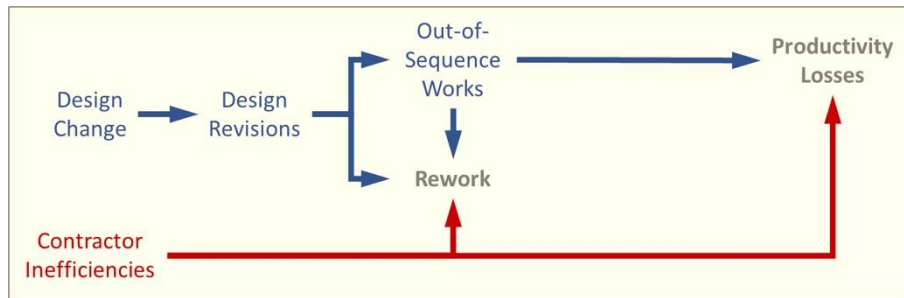 Out-of-
Sequence
Works
Productivity
Losses
Design
Change
Design
Revisions
Rework
Contractor
Inefficiencies